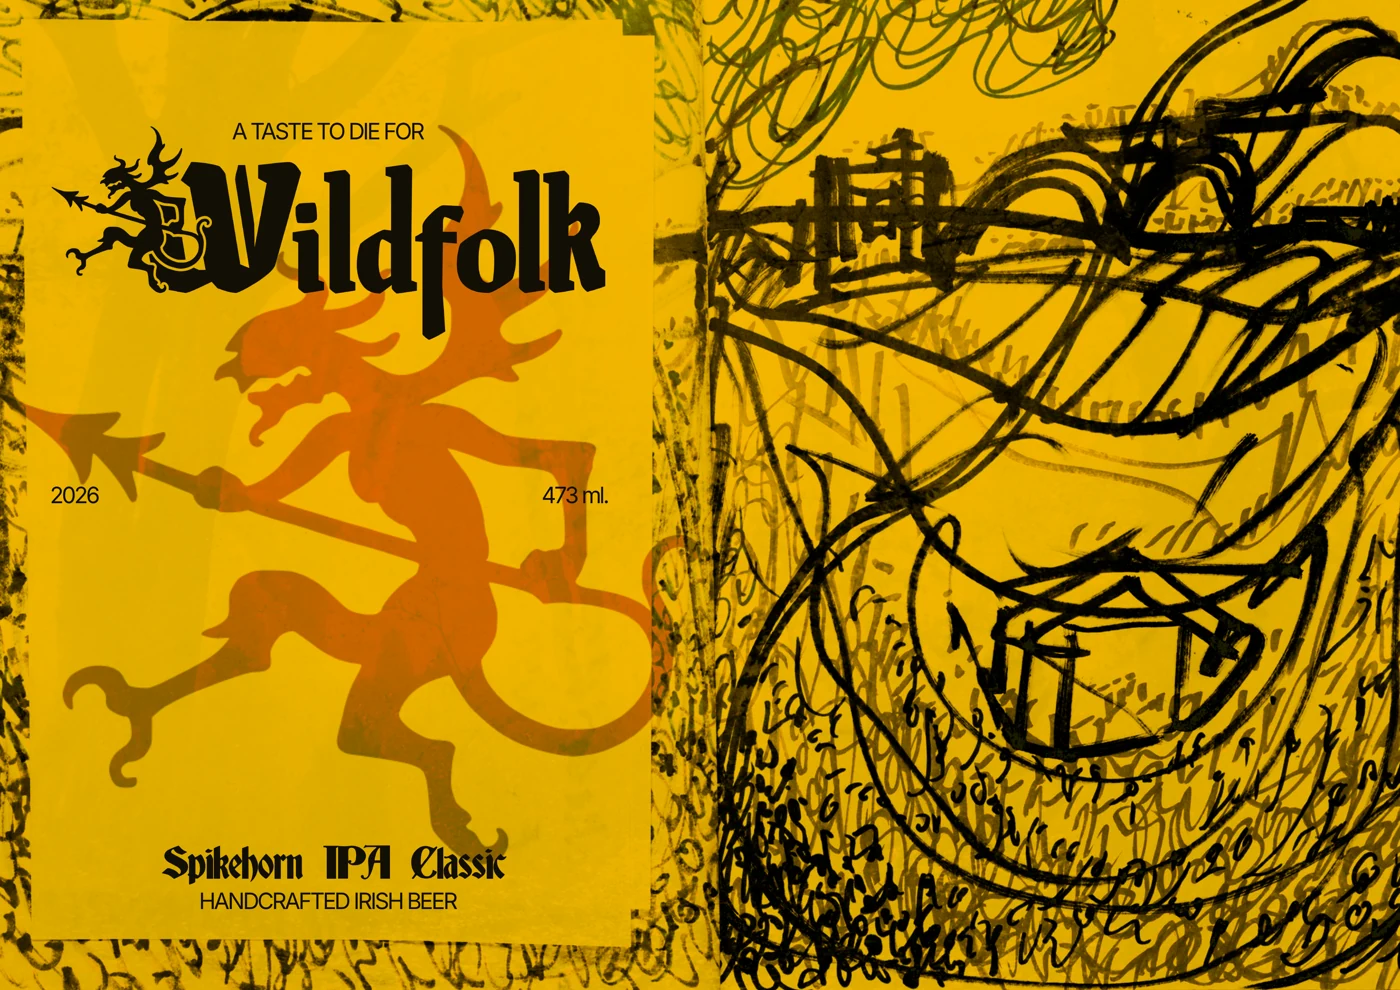 A TASTE TO DIE FOR
Wildfolk
2026
473 ml.
Spikehorn IPA Classic
HANDCRAFTED IRISH BEER